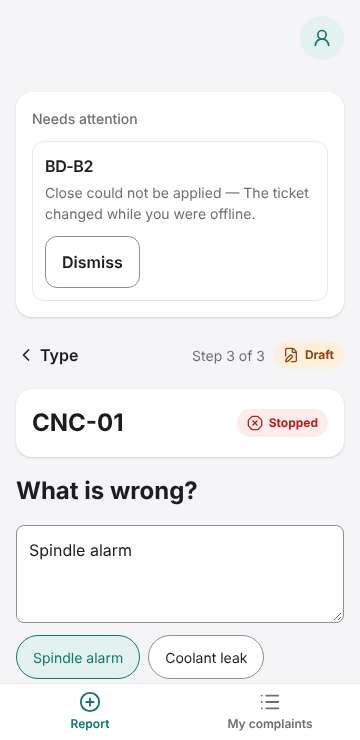 Needs attention
BD-B2
Close could not be applied — The ticket
changed while you were offline.
Dismiss
Type
Step 3 of 3
Draft
CNC-01
Stopped
What is wrong?
Spindle alarm
Spindle alarm
Coolant leak
Report
My complaints